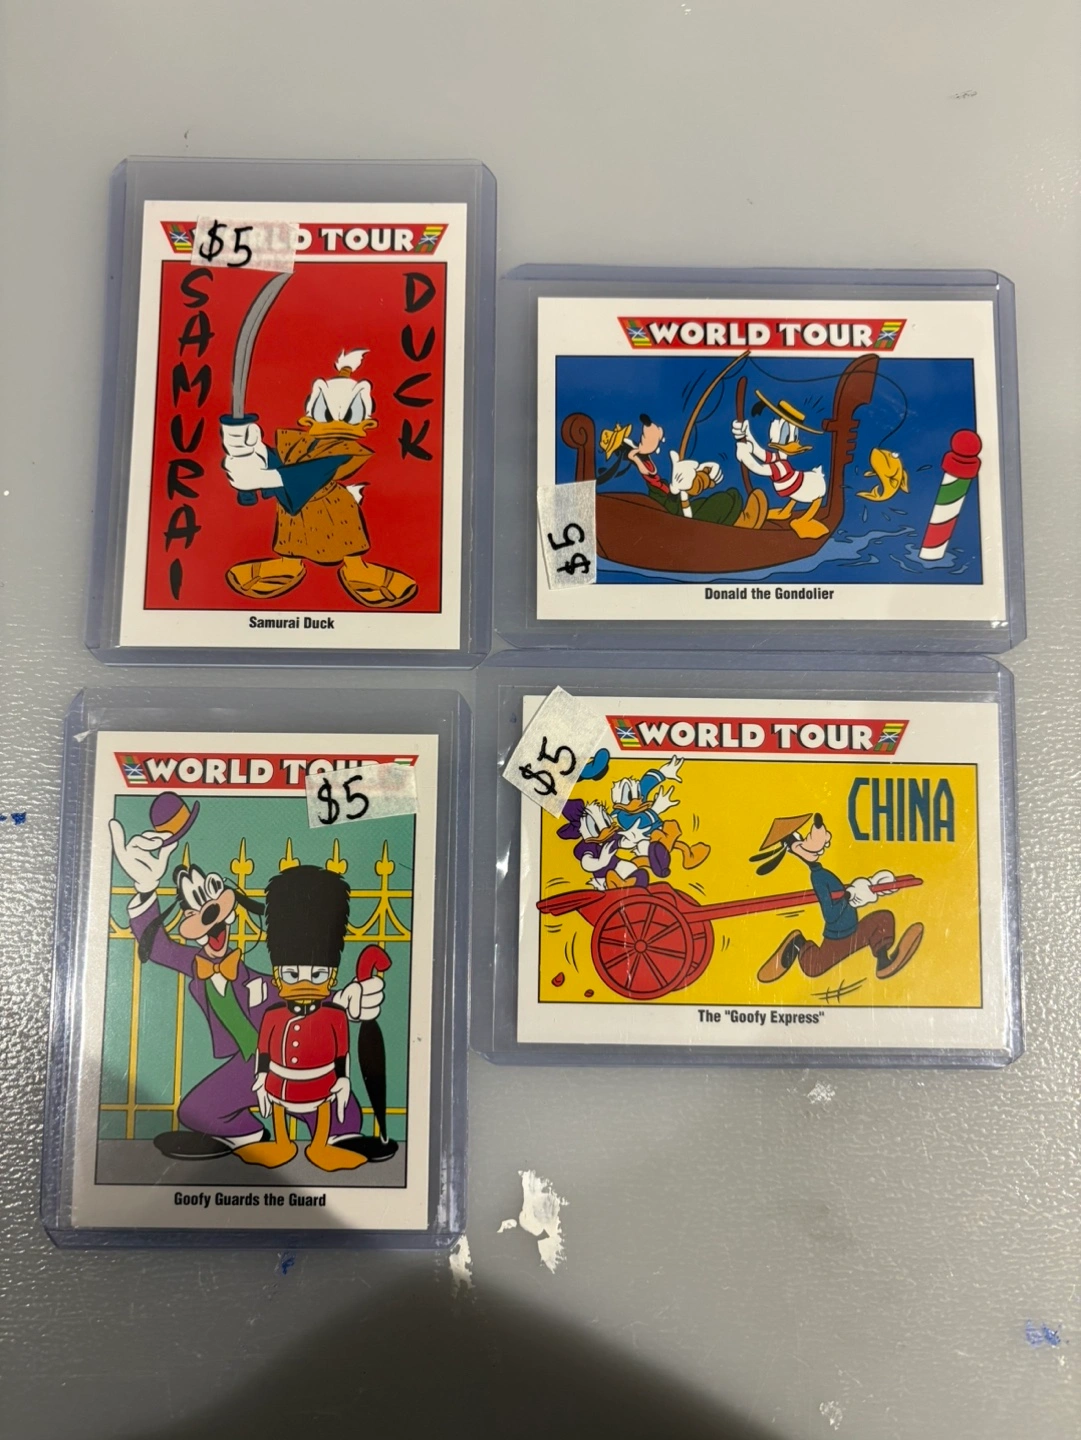 WORLD TOUR
$5
SAMURAI
DUCK
Samurai Duck
WORLD TOUR
$5
Donald the Gondolier
WORLD TOUR
$5
Goofy Guards the Guard
WORLD TOUR
$5
CHINA
The "Goofy Express"